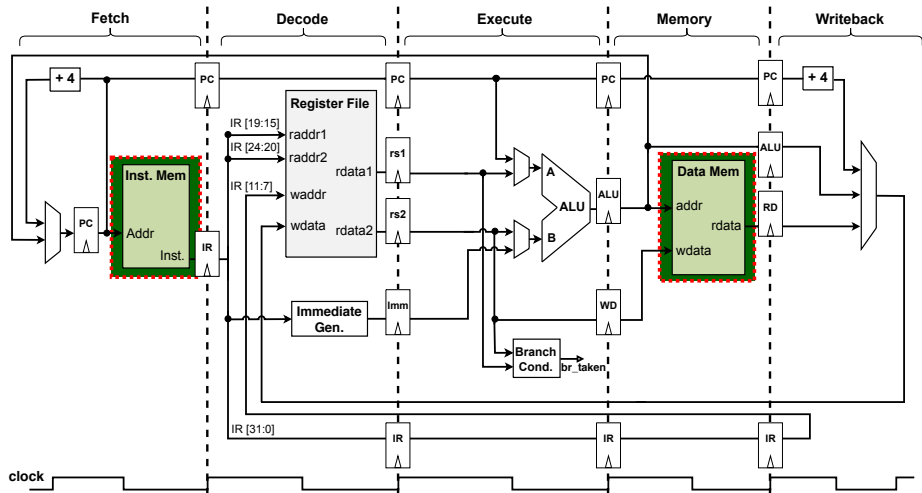 Fetch
Decode
Execute
Memory
Writeback
+ 4
PC
PC
PC
PC
+ 4
Register File
IR [19:15]
raddr1
IR [24:20]
raddr2
rdata1
rs1
IR [11:7]
waddr
wdata
rdata2
rs2
Inst. Mem
Addr
Inst.
PC
IR
A
ALU
B
ALU
ALU
Data Mem
addr
rdata
wdata
RD
Immediate
Gen.
Imm
WD
Branch
Cond.
br_taken
IR [31:0]
IR
IR
IR
clock